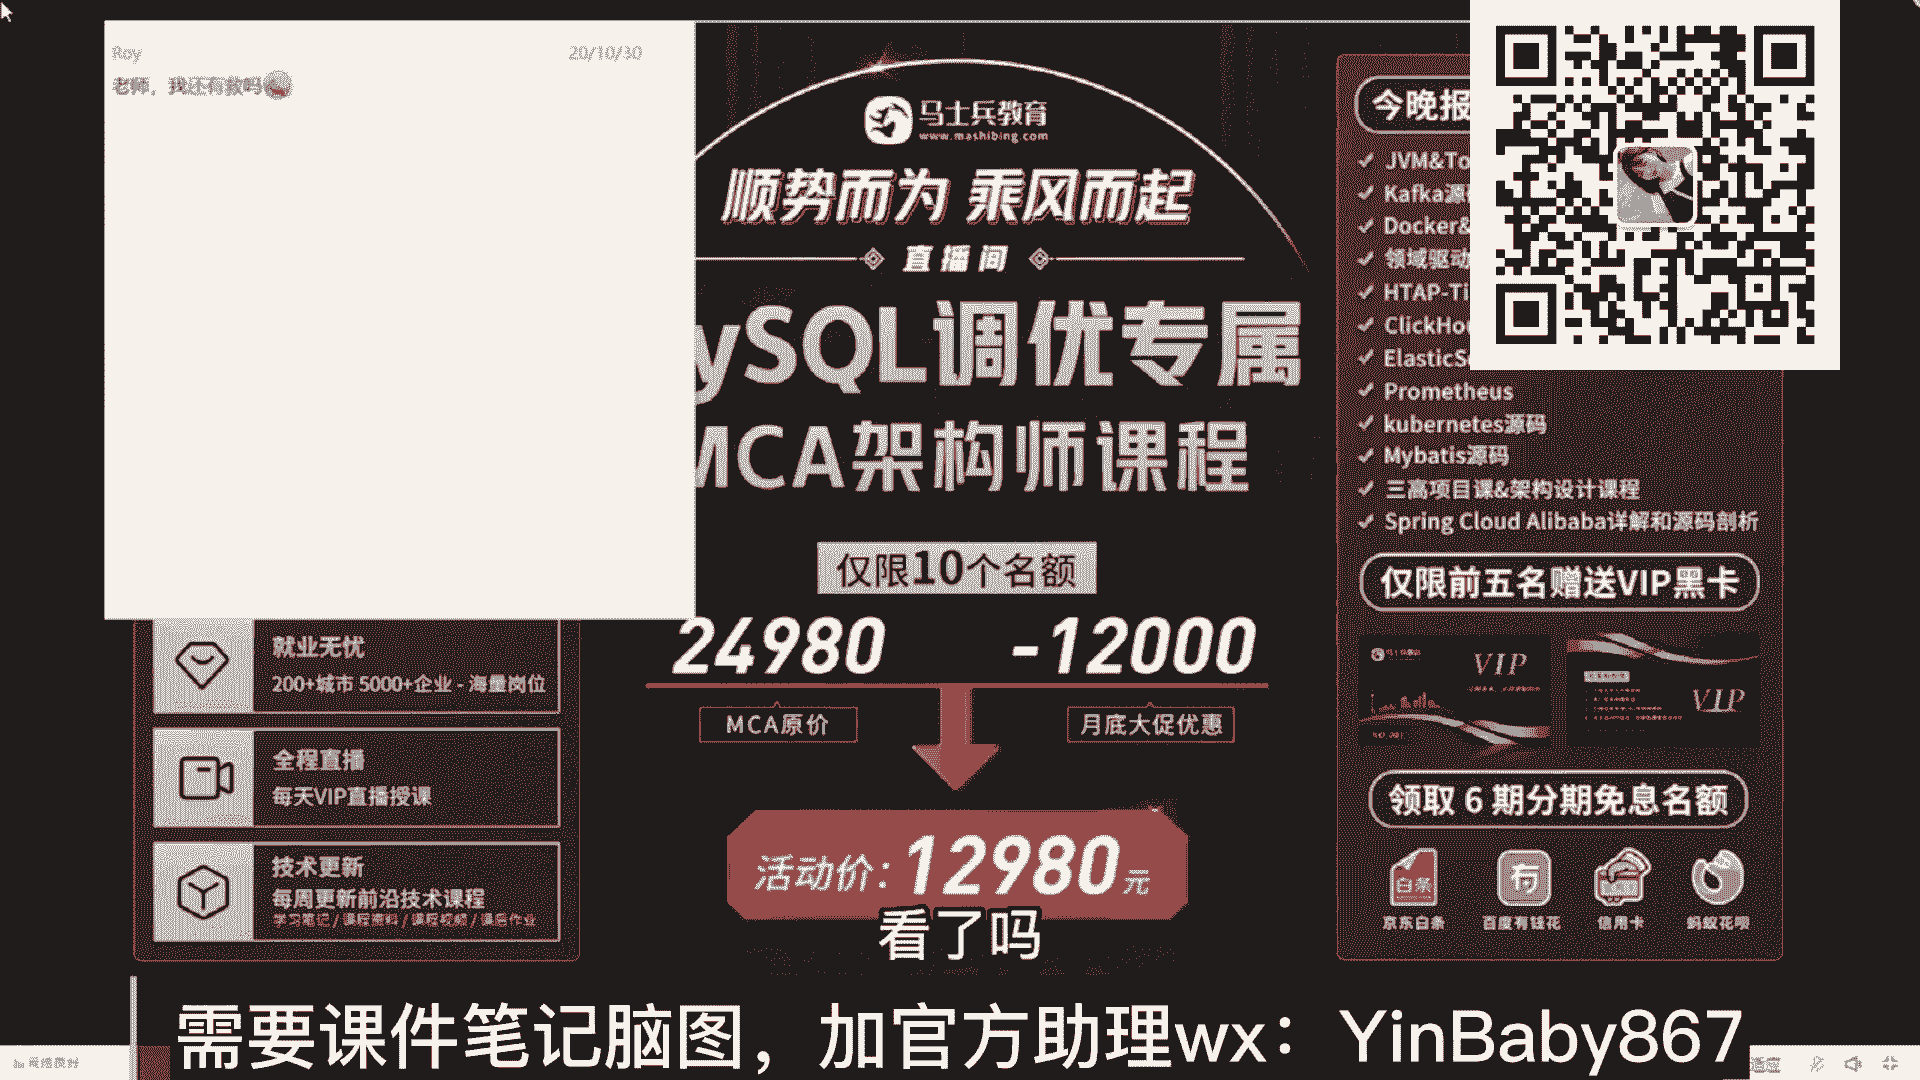 Roy
20/10/30
老师，我还有救吗
马士兵教育
www.mashibing.com
顺势而为 乘风而起
直播间
ySQL调优专属
MCA架构师课程
仅限10个名额
24980
-12000
MCA原价
月底大促优惠
活动价：12980元
看了吗
就业无忧
200+城市 5000+企业 - 海量岗位
全程直播
每天VIP直播授课
技术更新
每周更新前沿技术课程
学习笔记 / 课程资料 / 课程视频 / 课后作业
今晚报
JVM&To
Kafka源
Docker&
领域驱动
HTAP-Ti
ClickHou
ElasticS
Prometheus
kubernetes源码
Mybatis源码
三高项目课&架构设计课程
Spring Cloud Alibaba详解和源码剖析
仅限前五名赠送VIP黑卡
VIP
VIP
领取 6 期分期免息名额
白条
有
京东白条
百度有钱花
信用卡
蚂蚁花呗
需要课件笔记脑图，加官方助理wx：YinBaby867